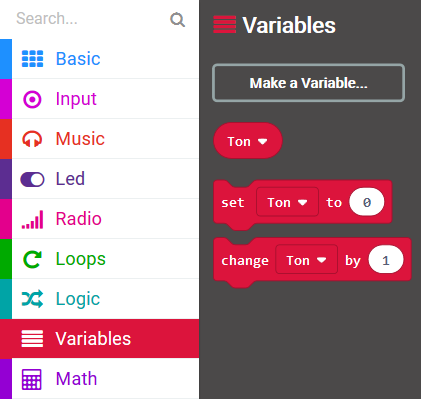 Search...
Basic
Input
Music
Led
Radio
Loops
Logic
Variables
Math
Variables
Make a Variable...
Ton
set Ton to 0
change Ton by 1